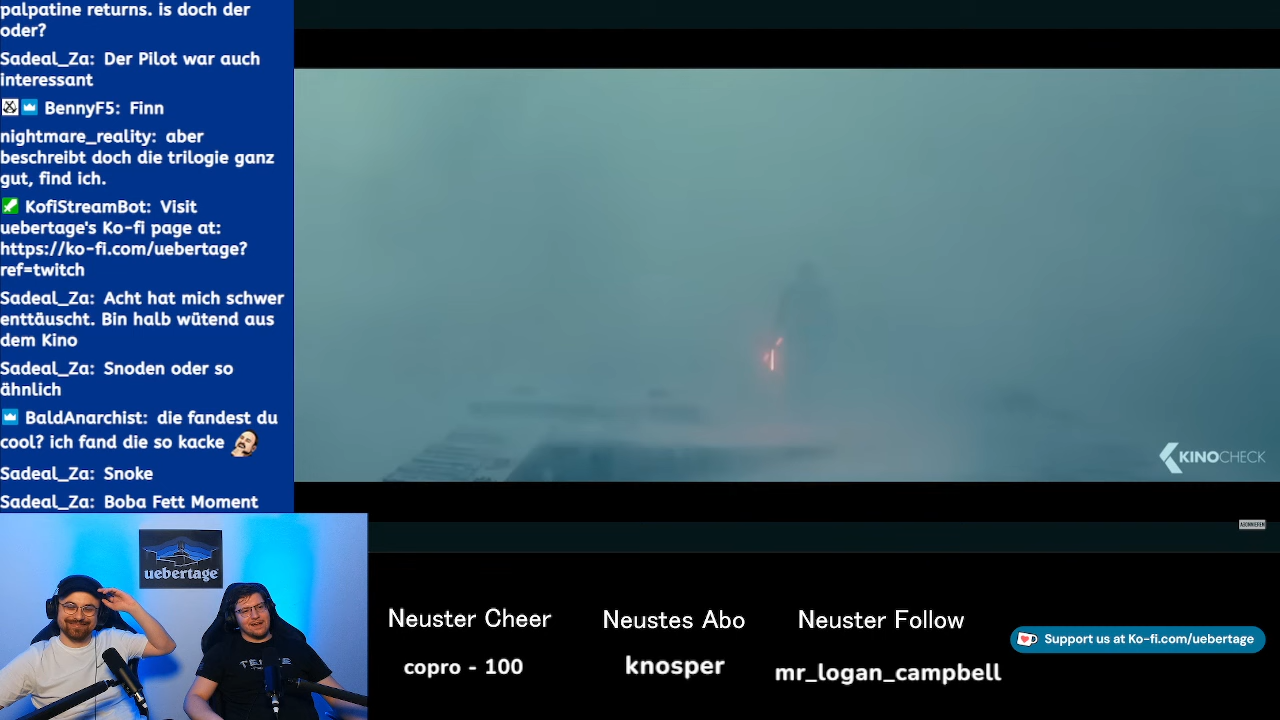 palpatine returns. is doch der
oder?
Sadeal_Za: Der Pilot war auch
interessant
BennyF5: Finn
nightmare_reality: aber
beschreibt doch die trilogie ganz
gut, find ich.
KofiStreamBot: Visit
uebertage's Ko-fi page at:
https://ko-fi.com/uebertage?
ref=twitch
Sadeal_Za: Acht hat mich schwer
enttäuscht. Bin halb wütend aus
dem Kino
Sadeal_Za: Snoden oder so
ähnlich
BaldAnarchist: die fandest du
cool? ich fand die so kacke
Sadeal_Za: Snoke
Sadeal_Za: Boba Fett Moment
KINOCHECK
ABONNIEREN
uebertage
Neuster Cheer
copro - 100
Neustes Abo
knosper
Neuster Follow
mr_logan_campbell
Support us at Ko-fi.com/uebertage